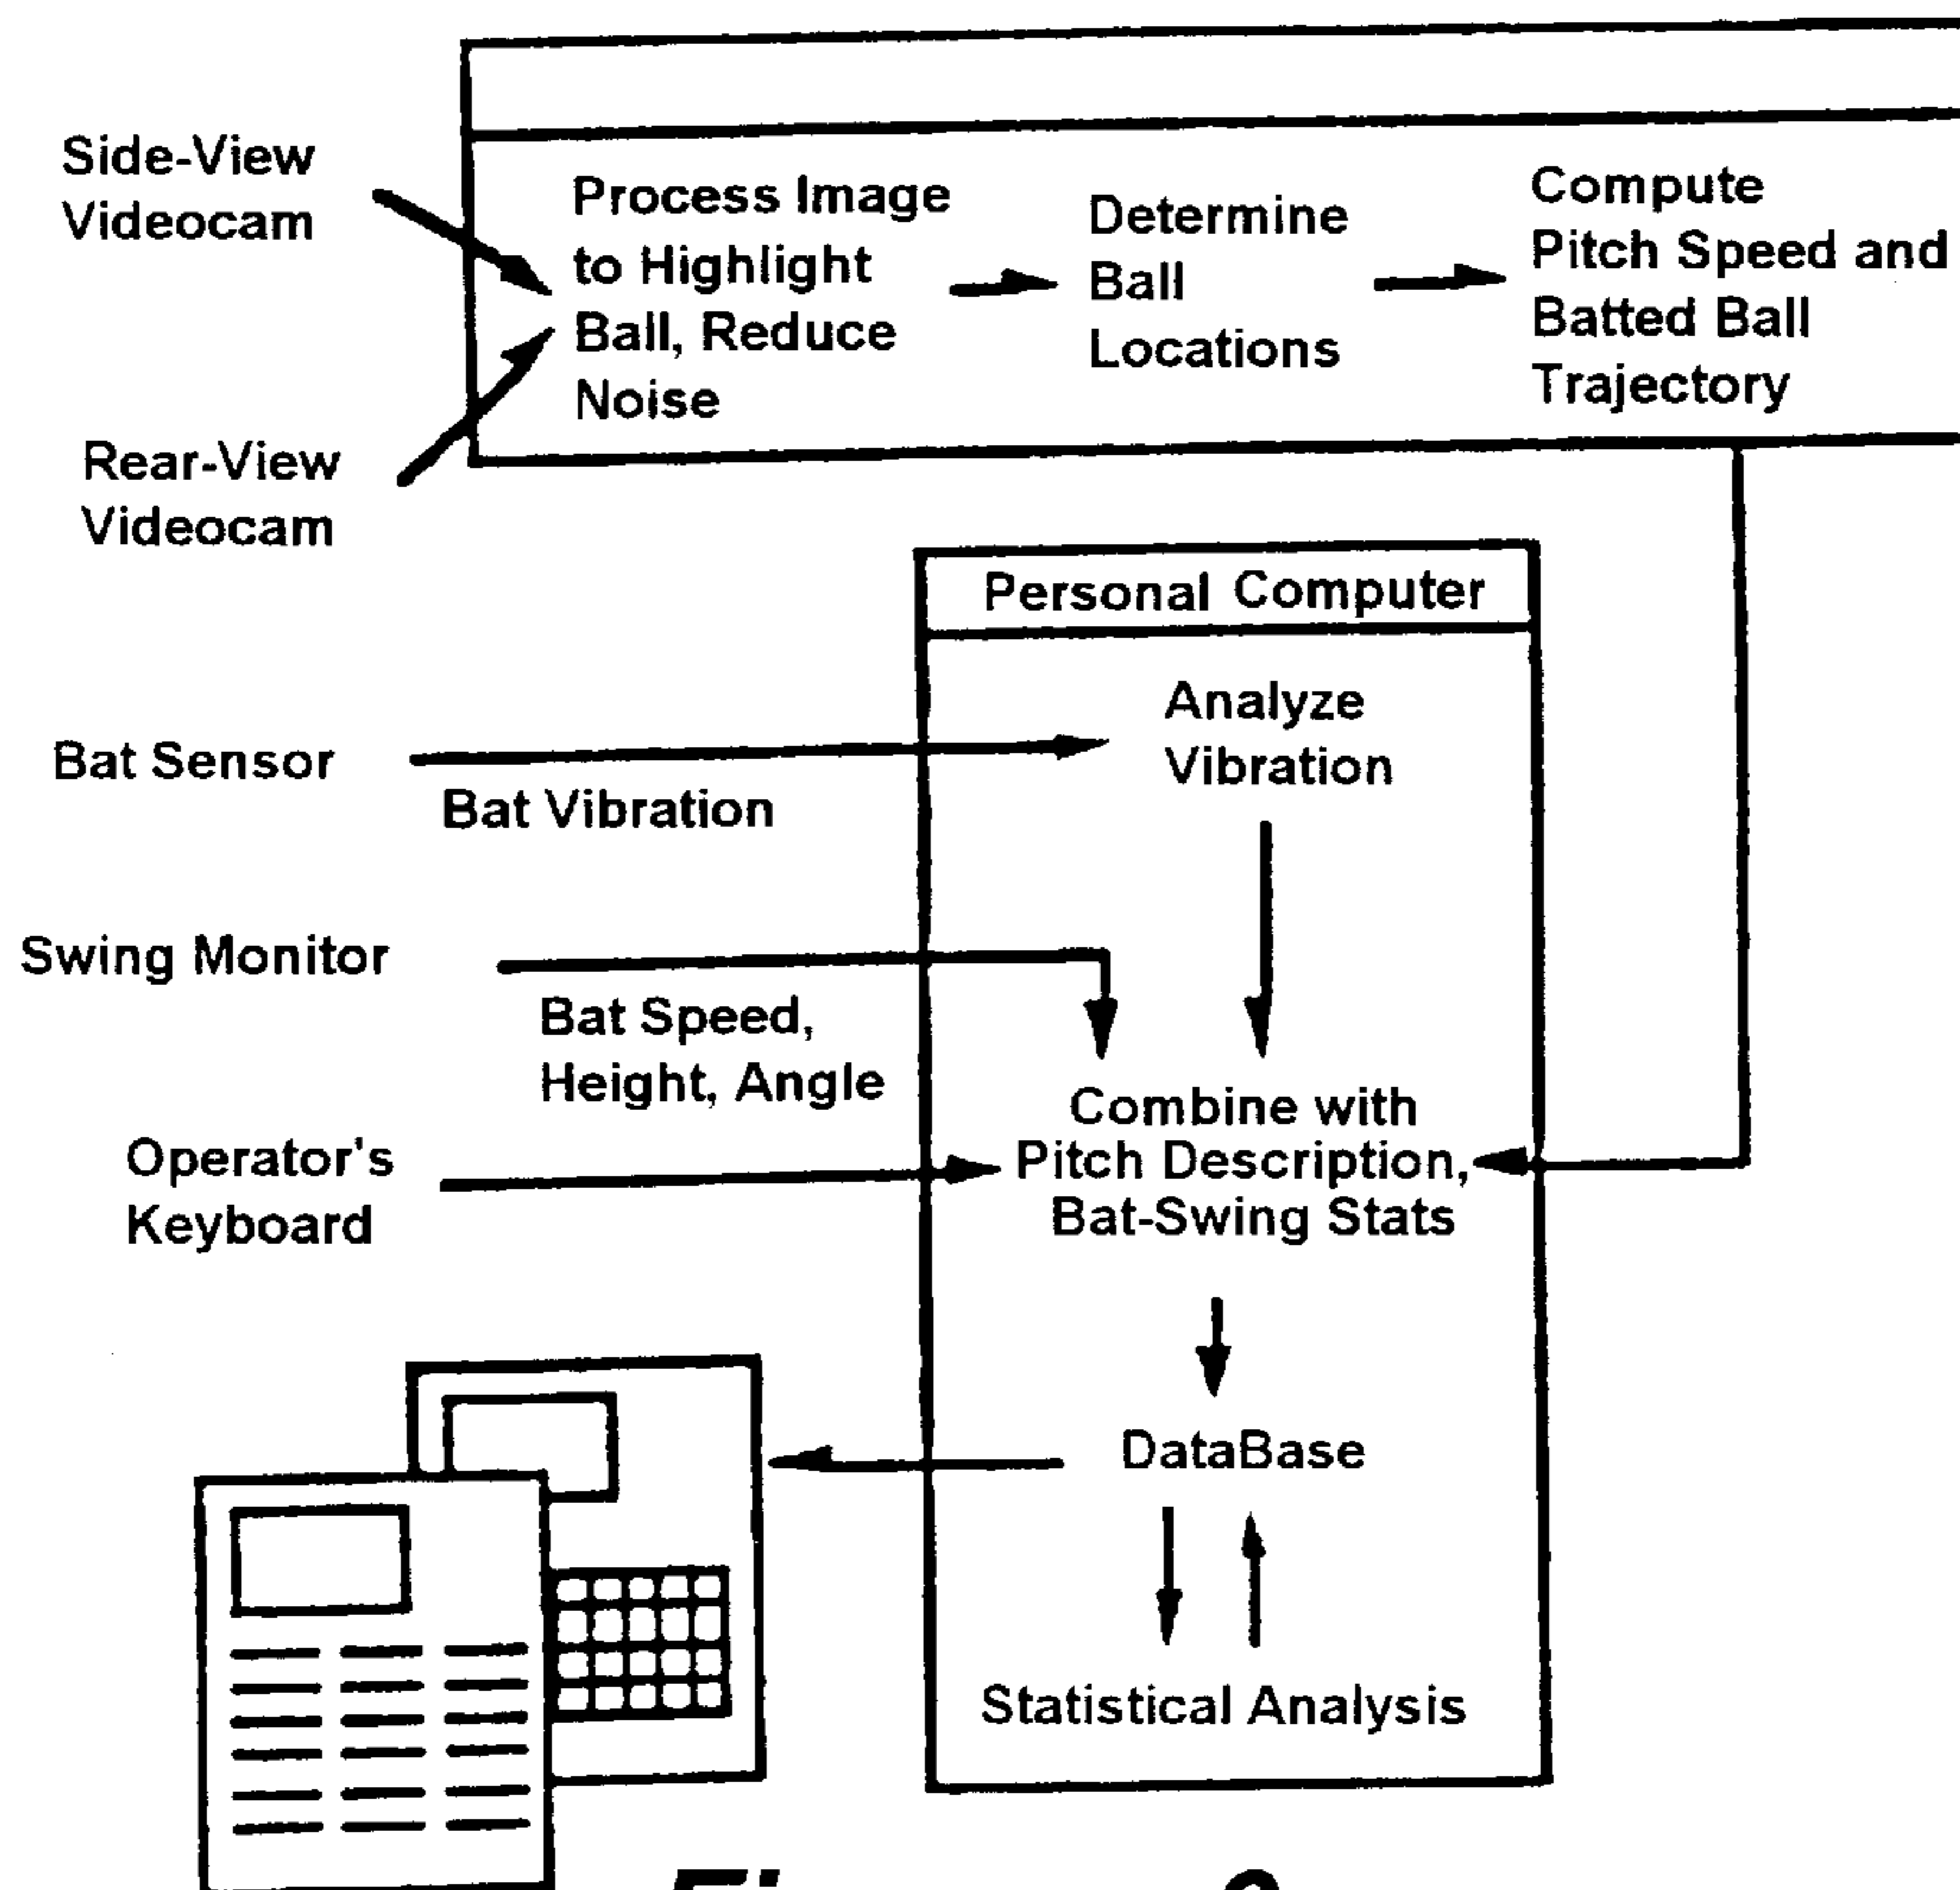 Side-View
Videocam
Process Image
to Highlight
Ball, Reduce
Noise
Determine
Ball
Locations
Compute
Pitch Speed and
Batted Ball
Trajectory
Rear-View
Videocam
Personal Computer
Analyze
Vibration
Bat Sensor
Bat Vibration
Swing Monitor
Bat Speed,
Height, Angle
Combine with
Pitch Description,
Bat-Swing Stats
Operator's
Keyboard
DataBase
Statistical Analysis